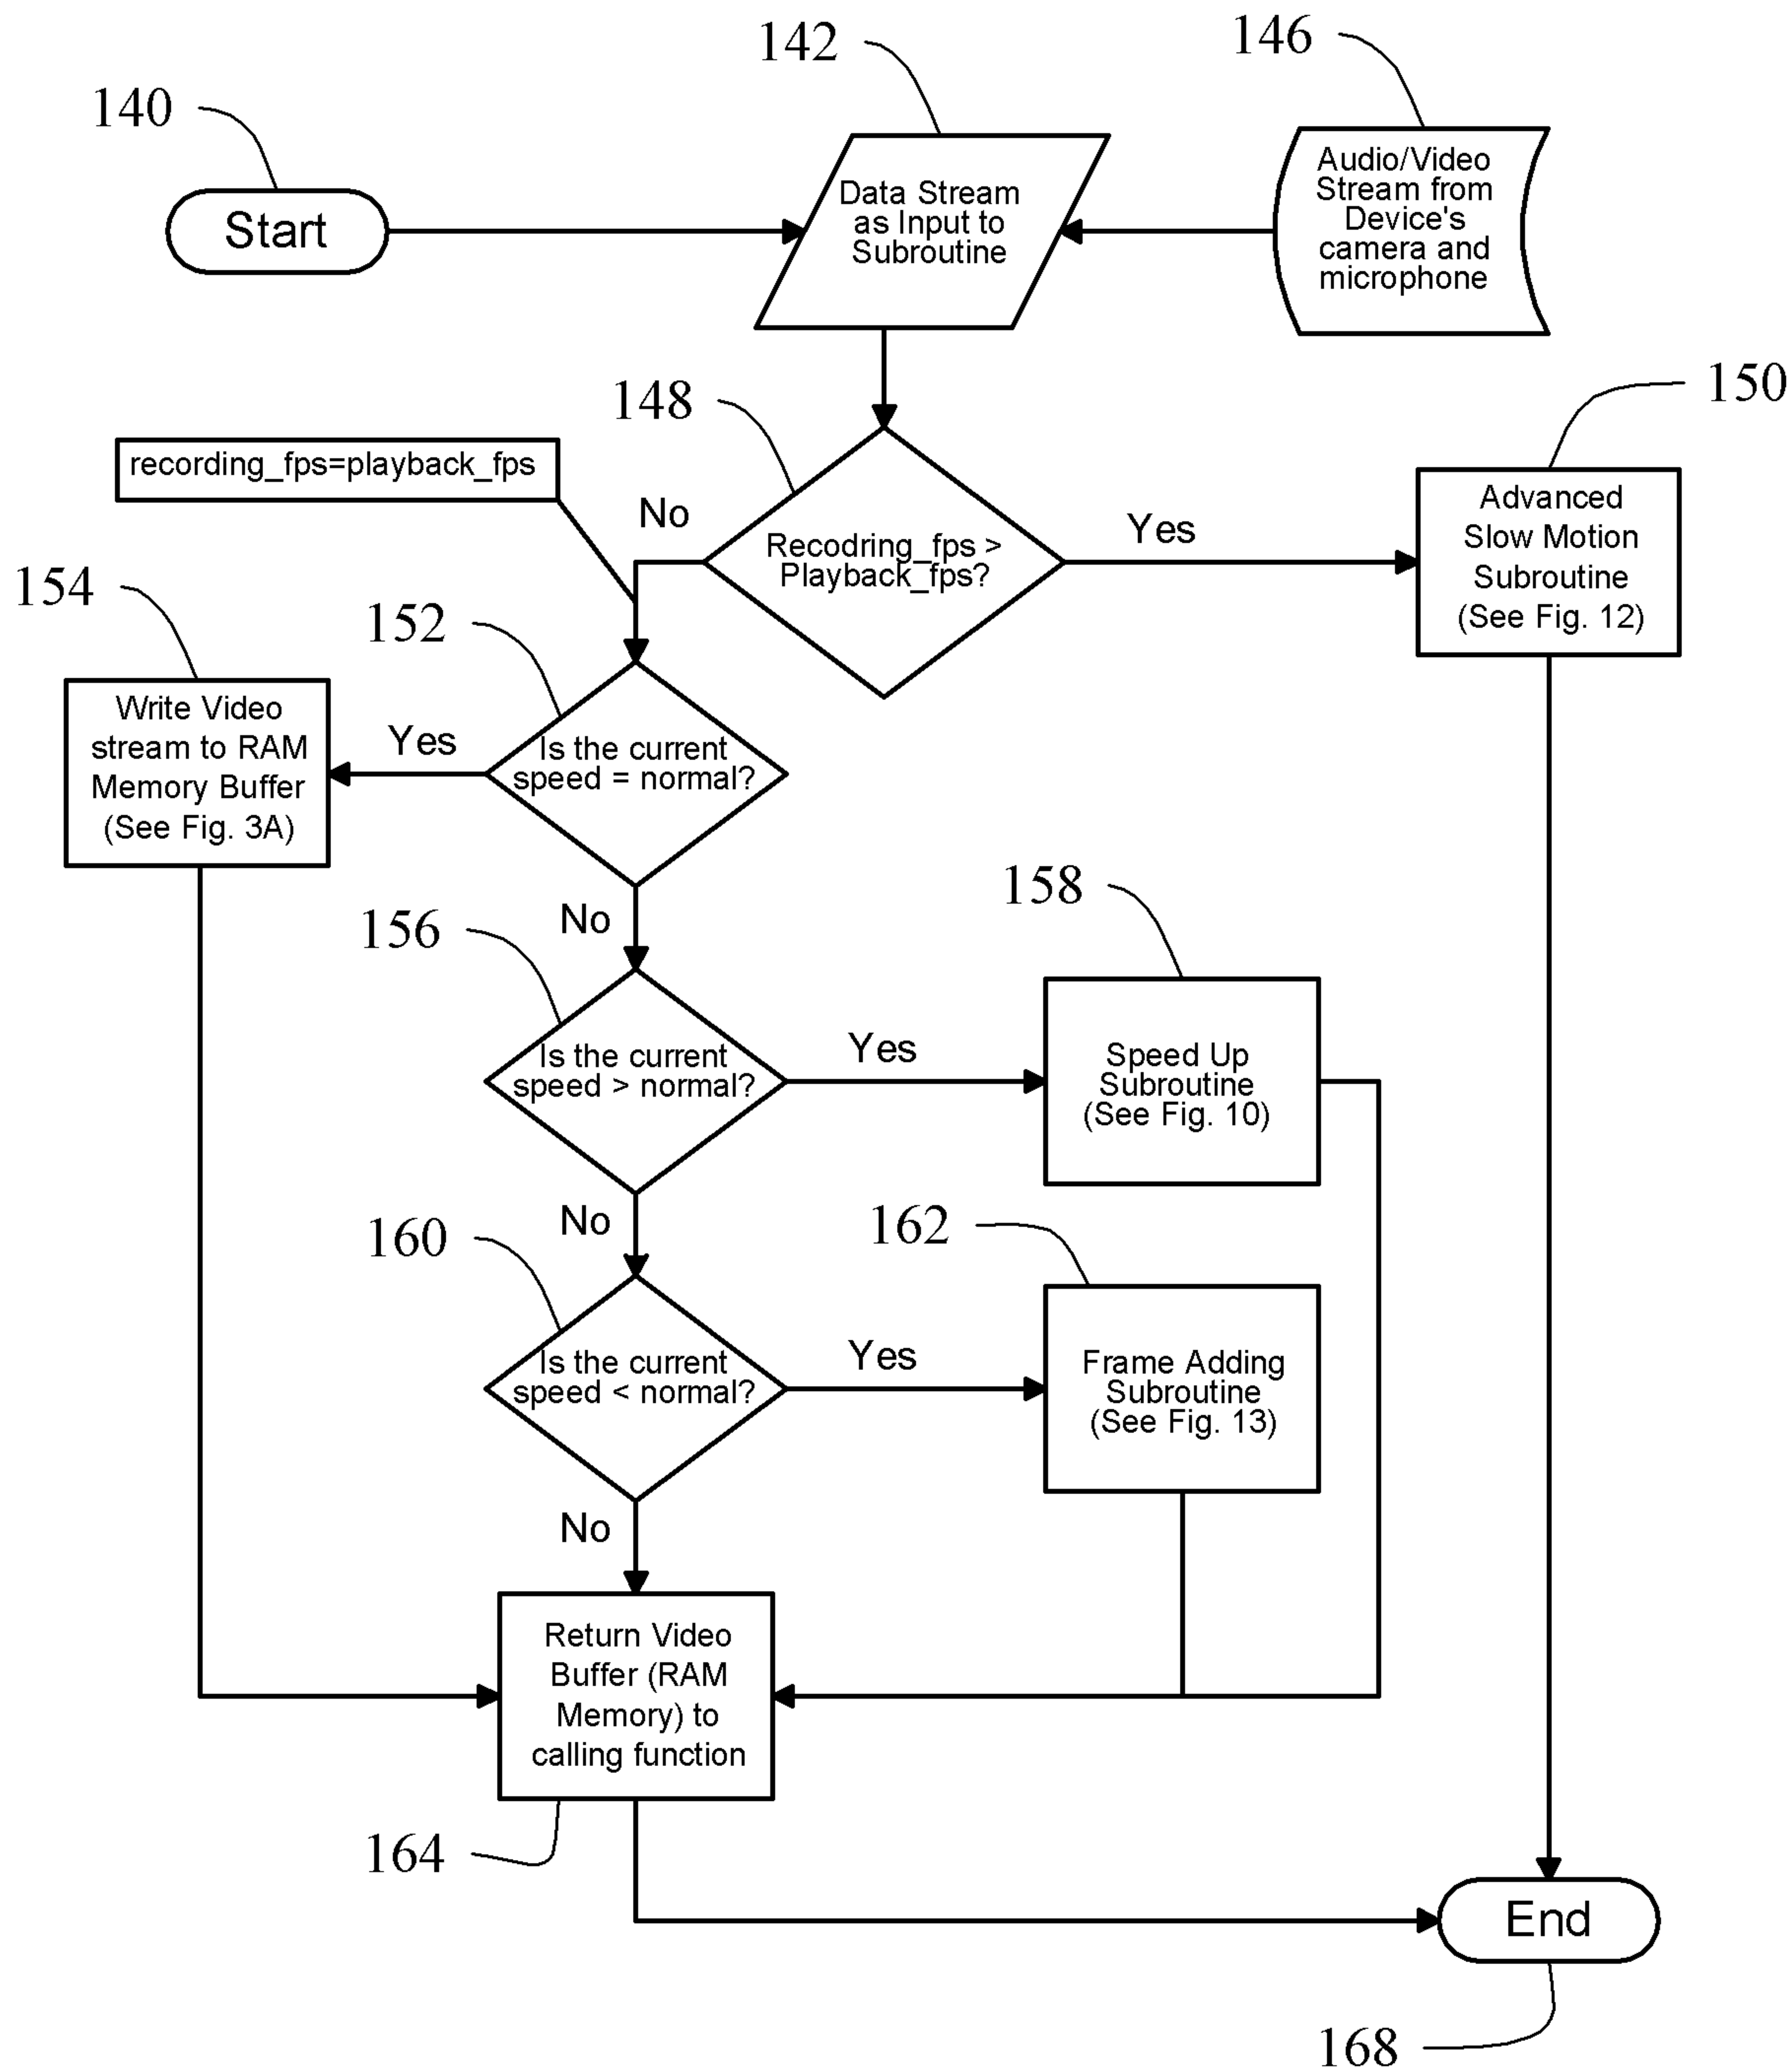 142
146
140
Start
Data Stream
as Input to
Subroutine
Audio/Video
Stream from
Device's
camera and
microphone
148
150
recording_fps=playback_fps
No
Recodring_fps >
Playback_fps?
Yes
Advanced
Slow Motion
Subroutine
(See Fig. 12)
154
152
Write Video
stream to RAM
Memory Buffer
(See Fig. 3A)
Yes
Is the current
speed = normal?
No
156
158
Is the current
speed > normal?
Yes
Speed Up
Subroutine
(See Fig. 10)
No
160
162
Is the current
speed < normal?
Yes
Frame Adding
Subroutine
(See Fig. 13)
No
Return Video
Buffer (RAM
Memory) to
calling function
164
End
168